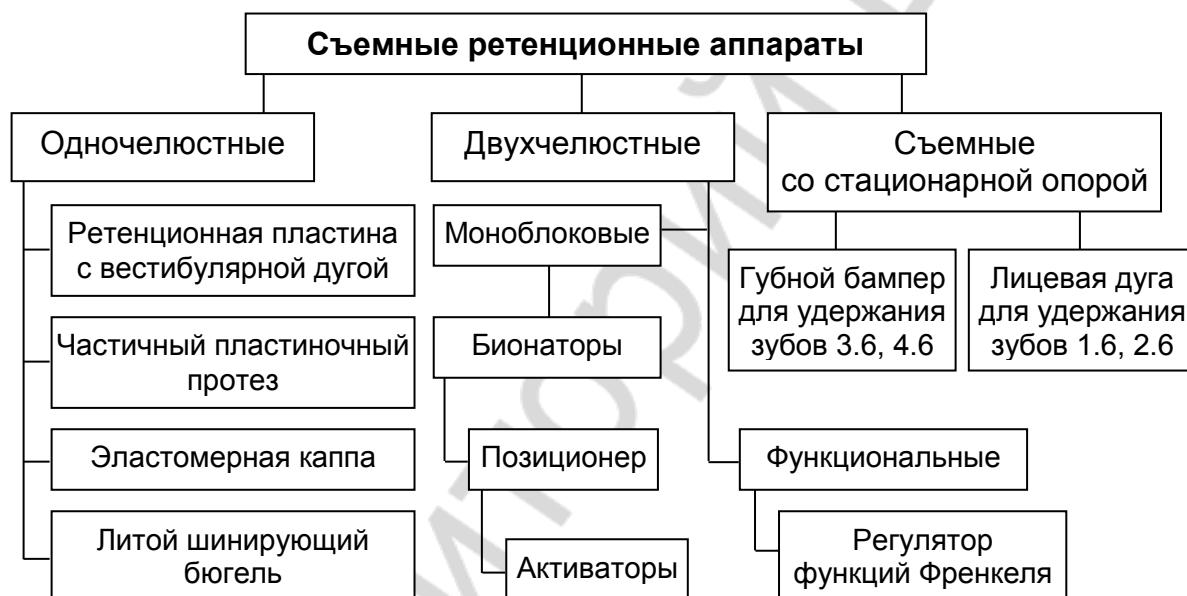 Съемные ретенционные аппараты
Одночелюстные
Двухчелюстные
Съемные
со стационарной опорой
Ретенционная пластина
с вестибулярной дугой
Частичный пластиночный
протез
Эластомерная каппа
Литой шинирующий
бюгель
Моноблоковые
Бионаторы
Позиционер
Активаторы
Функциональные
Регулятор
функций Френкеля
Губной бампер
для удержания
зубов 3.6, 4.6
Лицевая дуга
для удержания
зубов 1.6, 2.6